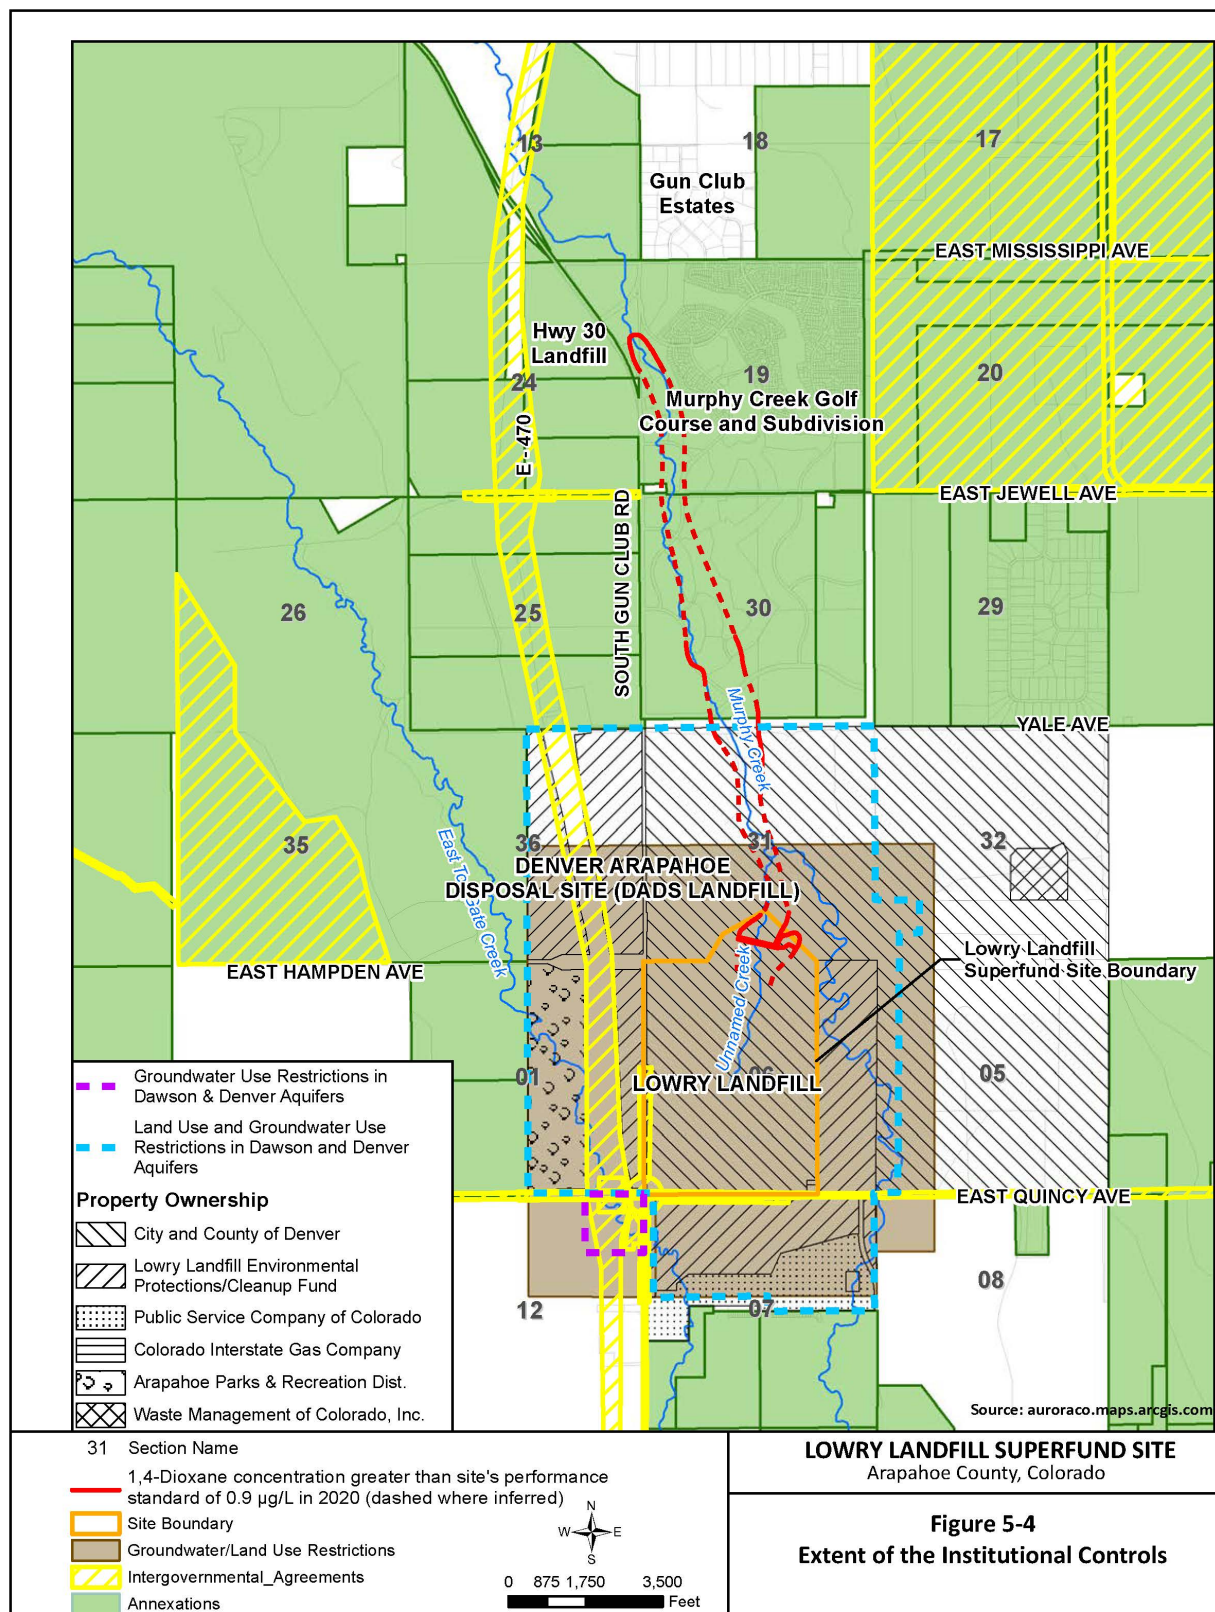 13
18
17
Gun Club
Estates
EAST MISSISSIPPI AVE
Hwy 30
Landfill
24
19
20
Murphy Creek Golf
Course and Subdivision
E - 470
EAST JEWELL AVE
SOUTH GUN CLUB RD
26
25
30
29
Murphy Creek
YALE AVE
35
36
31
32
East Toll Gate Creek
DENVER ARAPAHOE
DISPOSAL SITE (DADS LANDFILL)
EAST HAMPDEN AVE
Lowry Landfill
Superfund Site Boundary
Unnamed Creek
01
06
05
LOWRY LANDFILL
EAST QUINCY AVE
12
07
08
Groundwater Use Restrictions in
Dawson & Denver Aquifers
Land Use and Groundwater Use
Restrictions in Dawson and Denver
Aquifers
Property Ownership
City and County of Denver
Lowry Landfill Environmental
Protections/Cleanup Fund
Public Service Company of Colorado
Colorado Interstate Gas Company
Arapahoe Parks & Recreation Dist.
Waste Management of Colorado, Inc.
Source: auroraco.maps.arcgis.com
31 Section Name
1,4-Dioxane concentration greater than site's performance
standard of 0.9 µg/L in 2020 (dashed where inferred)
Site Boundary
Groundwater/Land Use Restrictions
Intergovernmental_Agreements
Annexations
N
W E
S
0 875 1,750 3,500
Feet
LOWRY LANDFILL SUPERFUND SITE
Arapahoe County, Colorado
Figure 5-4
Extent of the Institutional Controls